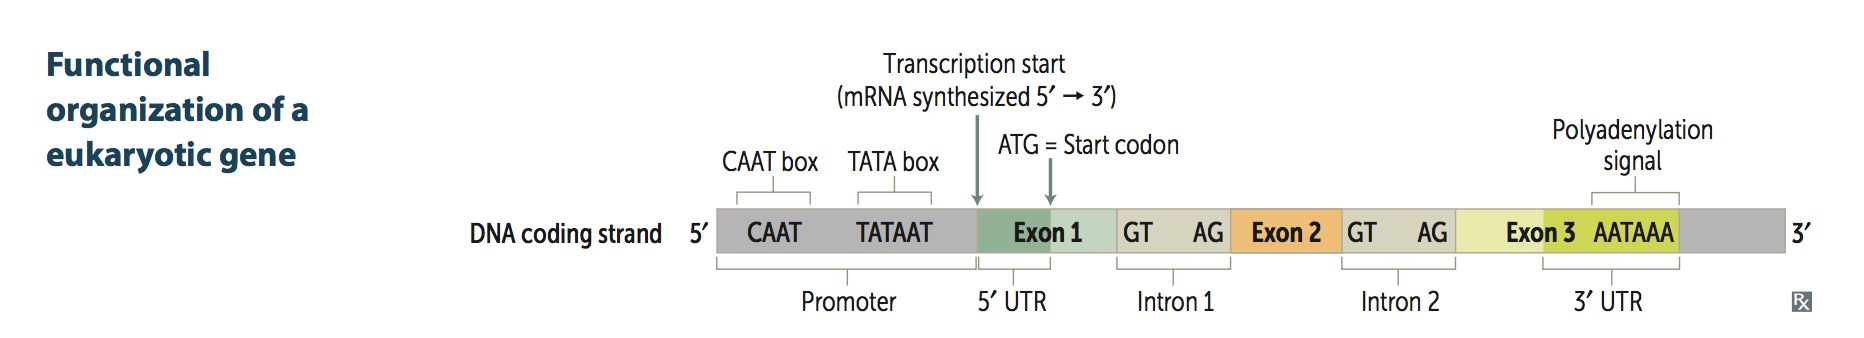 Functional
organization of a
eukaryotic gene
Transcription start
(mRNA synthesized 5′ → 3′)
ATG = Start codon
Polyadenylation
signal
CAAT box
TATA box
DNA coding strand 5′ CAAT TATAAT Exon 1 GT AG Exon 2 GT AG Exon 3 AATAAA 3′
Promoter 5′ UTR Intron 1 Intron 2 3′ UTR
Rx